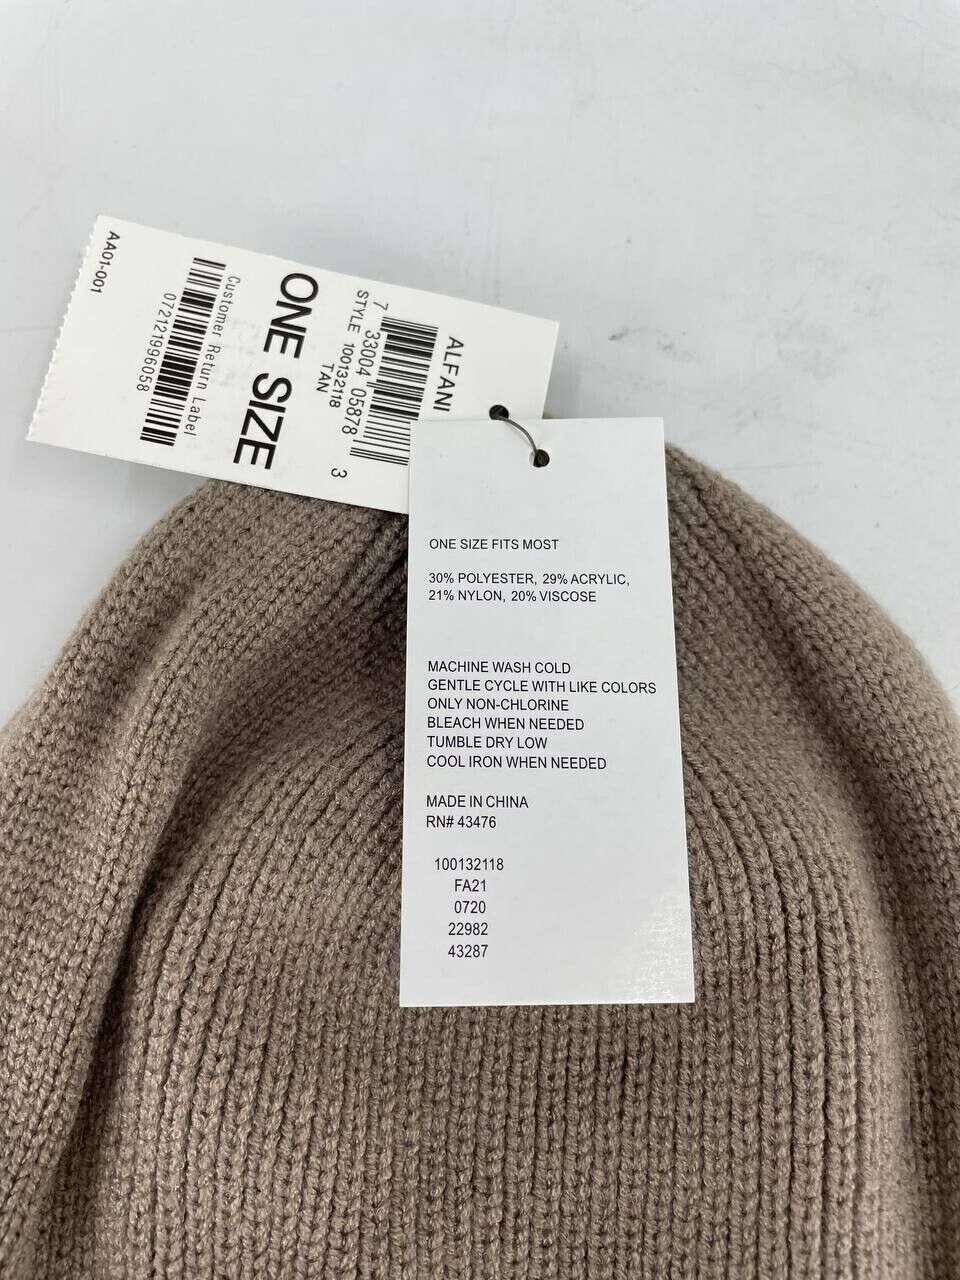 ALFANI
7 33004 05878 3
STYLE 100132118
TAN
ONE SIZE
Customer Return Label
072121996058
AA01-001
ONE SIZE FITS MOST
30% POLYESTER, 29% ACRYLIC,
21% NYLON, 20% VISCOSE
MACHINE WASH COLD
GENTLE CYCLE WITH LIKE COLORS
ONLY NON-CHLORINE
BLEACH WHEN NEEDED
TUMBLE DRY LOW
COOL IRON WHEN NEEDED
MADE IN CHINA
RN# 43476
100132118
FA21
0720
22982
43287